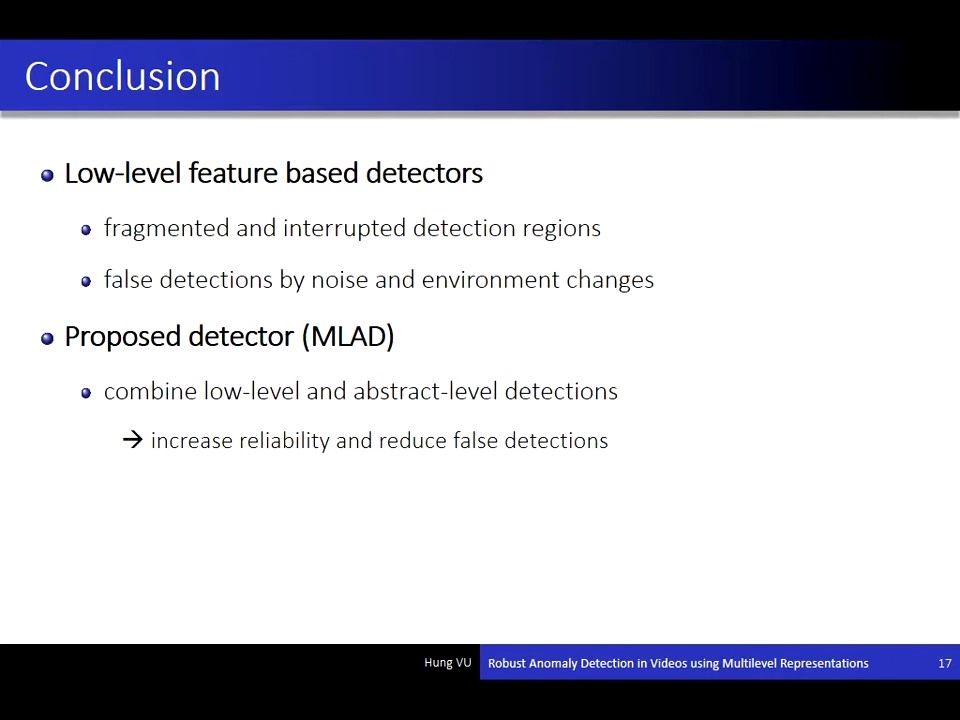 Conclusion
Low-level feature based detectors
fragmented and interrupted detection regions
false detections by noise and environment changes
Proposed detector (MLAD)
combine low-level and abstract-level detections
→ increase reliability and reduce false detections
Hung VU Robust Anomaly Detection in Videos using Multilevel Representations 17